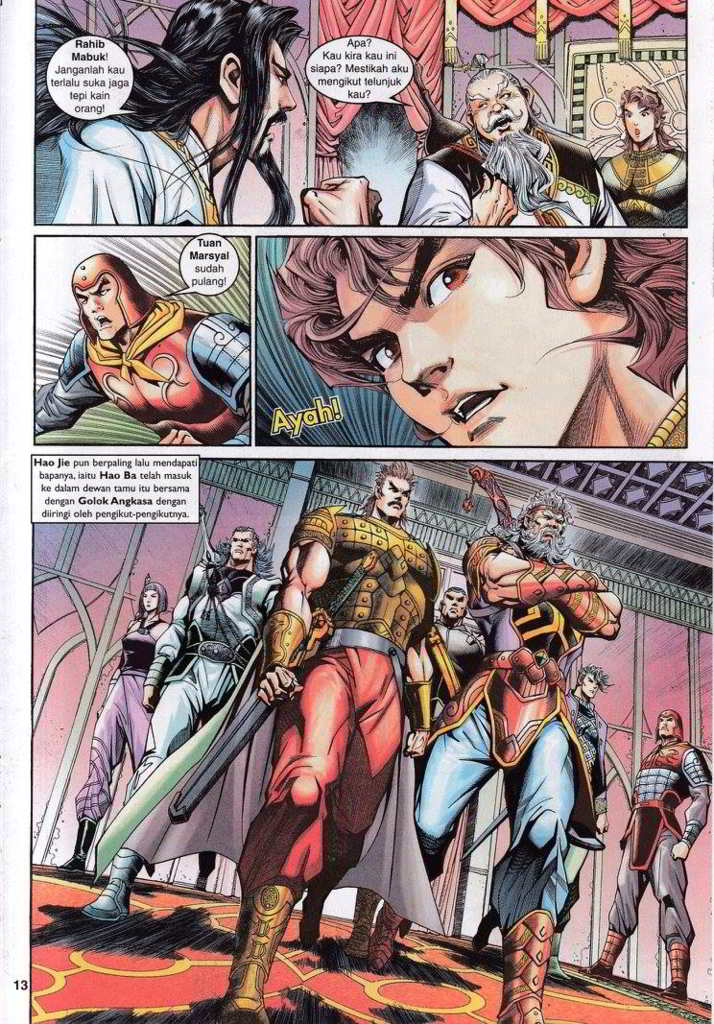 Rahib
Mabuk!
Janganlah kau
terlalu suka jaga
tepi kain
orang!
Apa?
Kau kira kau ini
siapa? Mestikah aku
mengikut telunjuk
kau?
Tuan
Marsyal
sudah
pulang!
Ayah!
Hao Jie pun berpaling lalu mendapati
bapanya, iaitu Hao Ba telah masuk
ke dalam dewan tamu itu bersama
dengan Golok Angkasa dengan
diiringi oleh pengikut-pengikutnya.
13